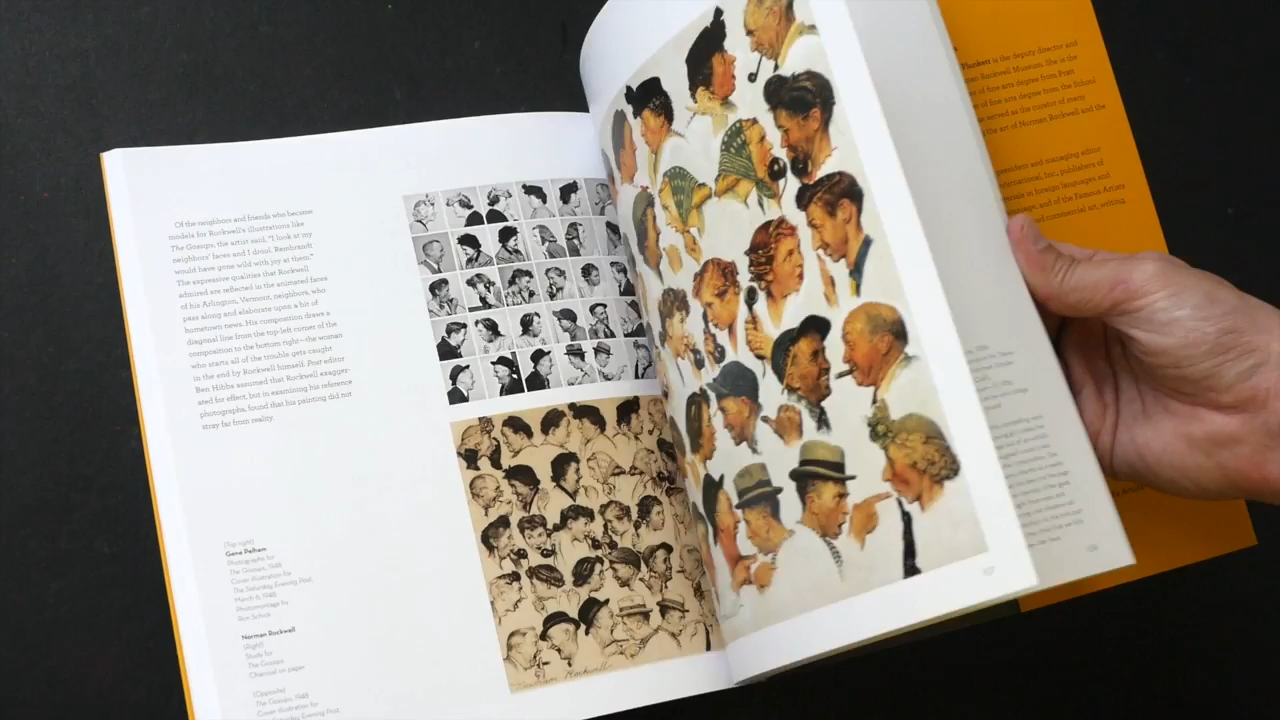 Of the neighbors and friends who became
models for Rockwell's illustrations like
The Gossips, the artist said, "I look at my
neighbors' faces and I drool. Rembrandt
would have gone wild with joy at them."
The expressive qualities that Rockwell
admired are reflected in the animated faces
of his Arlington, Vermont, neighbors, who
pass along and elaborate upon a bit of
hometown news. His composition draws a
diagonal line from the top left corner of the
composition to the bottom right—the woman
who starts all of the trouble gets caught
in the end by Rockwell himself. Post editor
Ben Hibbs assumed that Rockwell exagger-
ated for effect, but in examining his reference
photographs, found that his painting did not
stray far from reality.
(Top right)
Gene Pelham
Photographs for
The Gossips, 1948
Cover illustration for
The Saturday Evening Post,
March 6, 1948
Photomontage by
Ron Schick
Norman Rockwell
(Right)
Study for
The Gossips
Charcoal on paper
(Opposite)
The Gossips, 1948
Cover illustration for
Saturday Evening Post,
Norman Rockwell
Plunkett is the deputy director and
Rockwell Museum. She is the
of fine arts degree from Pratt
of fine arts degree from the School
served as the curator of many
the art of Norman Rockwell and the
president and managing editor
International, Inc., publishers of
in foreign languages and
and of the Famous Artists
commercial art, writing,